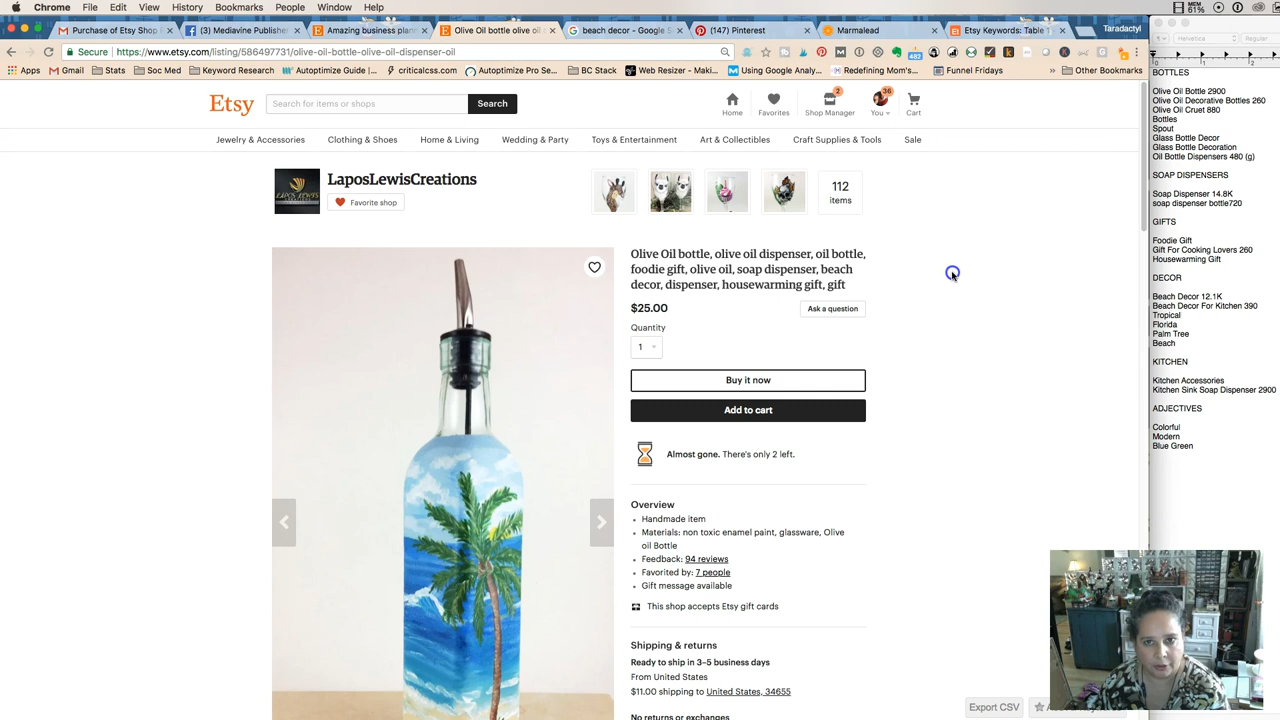 Chrome File Edit View History Bookmarks People Window Help
MEM 61%
Purchase of Etsy Shop R
(3) Mediavine Publisher
Amazing business plan
Olive Oil bottle olive oil d
beach decor - Google S
(147) Pinterest
Marmalead
Etsy Keywords: Table 1
Taradactyl
Secure https://www.etsy.com/listing/586497731/olive-oil-bottle-olive-oil-dispenser-oil
482
Apps Gmail Stats Soc Med Keyword Research Autoptimize Guide f... criticalcss.com Autoptimize Pro Se... BC Stack Web Resizer - Maki... Using Google Analy... Redefining Mom's... Funnel Fridays Other Bookmarks
Etsy
Search for items or shops
Search
2
36
Home Favorites Shop Manager You Cart
Jewelry & Accessories Clothing & Shoes Home & Living Wedding & Party Toys & Entertainment Art & Collectibles Craft Supplies & Tools Sale
LaposLewisCreations
Favorite shop
112
items
Olive Oil bottle, olive oil dispenser, oil bottle,
foodie gift, olive oil, soap dispenser, beach
decor, dispenser, housewarming gift, gift
$25.00
Ask a question
Quantity
1
Buy it now
Add to cart
Almost gone. There's only 2 left.
Overview
Handmade item
Materials: non toxic enamel paint, glassware, Olive
oil Bottle
Feedback: 94 reviews
Favorited by: 7 people
Gift message available
This shop accepts Etsy gift cards
Shipping & returns
Ready to ship in 3–5 business days
From United States
$11.00 shipping to United States, 34655
No returns or exchanges
Export CSV
Helvetica Regular
BOTTLES
Olive Oil Bottle 2900
Olive Oil Decorative Bottles 260
Olive Oil Cruet 880
Bottles
Spout
Glass Bottle Decor
Glass Bottle Decoration
Oil Bottle Dispensers 480 (g)
SOAP DISPENSERS
Soap Dispenser 14.8K
soap dispenser bottle720
GIFTS
Foodie Gift
Gift For Cooking Lovers 260
Housewarming Gift
DECOR
Beach Decor 12.1K
Beach Decor For Kitchen 390
Tropical
Florida
Palm Tree
Beach
KITCHEN
Kitchen Accessories
Kitchen Sink Soap Dispenser 2900
ADJECTIVES
Colorful
Modern
Blue Green